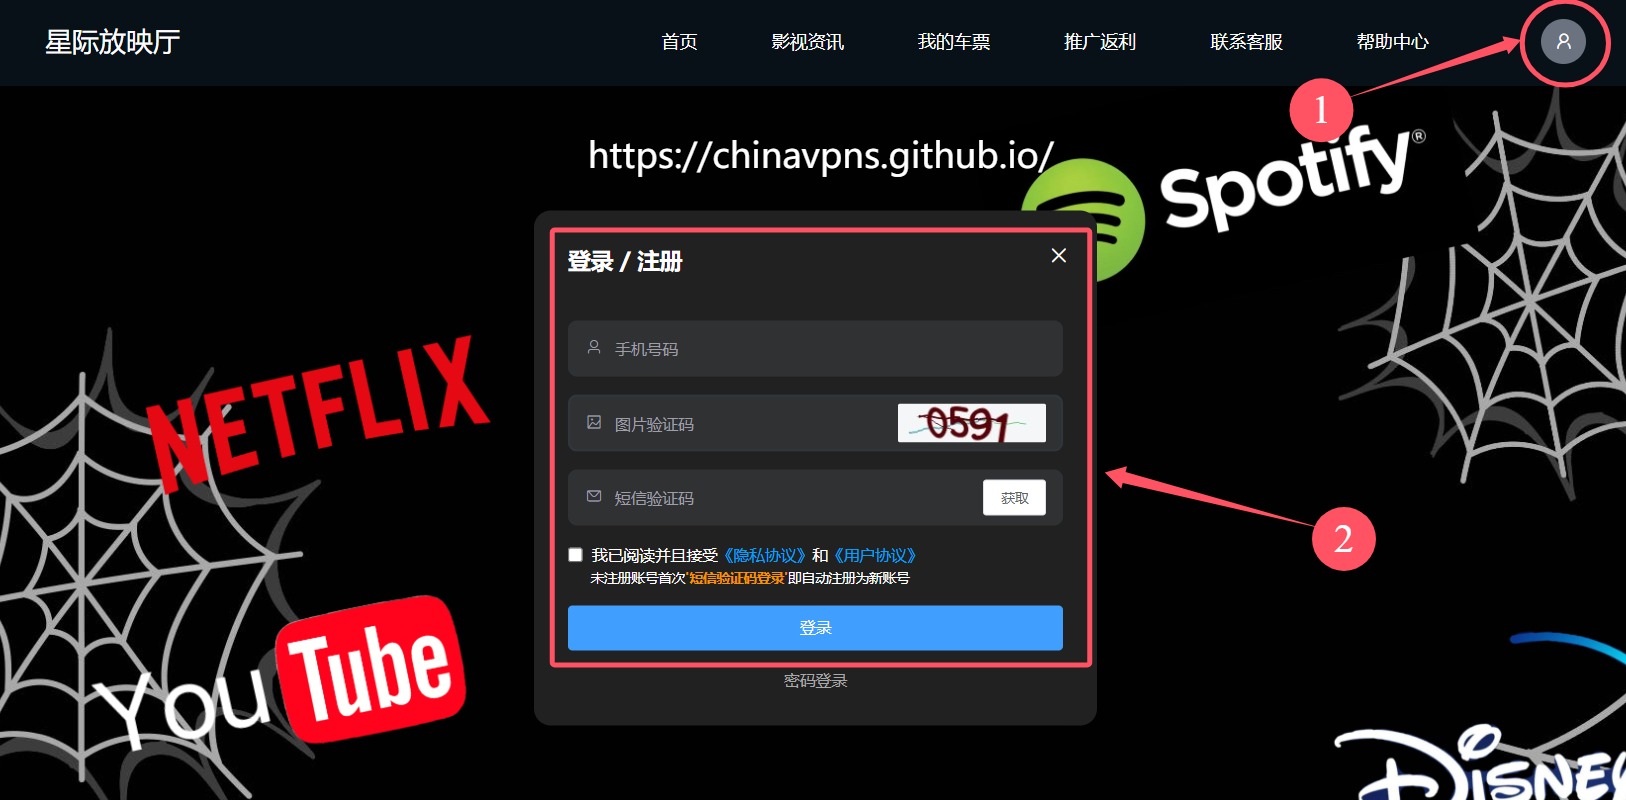 星际放映厅
首页 影视资讯 我的车票 推广返利 联系客服 帮助中心
1
https://chinavpns.github.io/
Spotify®
登录 / 注册
手机号码
图片验证码 0591
短信验证码 获取
2
我已阅读并且接受《隐私协议》和《用户协议》
未注册账号首次'短信验证码登录'即自动注册为新账号
登录
密码登录
NETFLIX
YouTube
DISNE